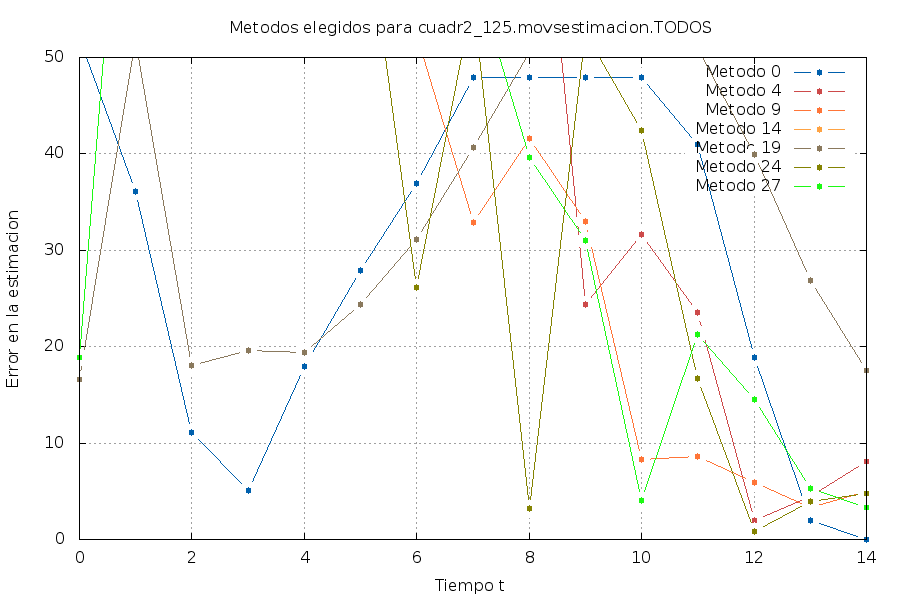 Metodos elegidos para cuadr2_125.movsestimacion.TODOS
50
40
30
20
10
0
Error en la estimacion
Metodo 0
Metodo 4
Metodo 9
Metodo 14
Metodo 19
Metodo 24
Metodo 27
0 2 4 6 8 10 12 14
Tiempo t